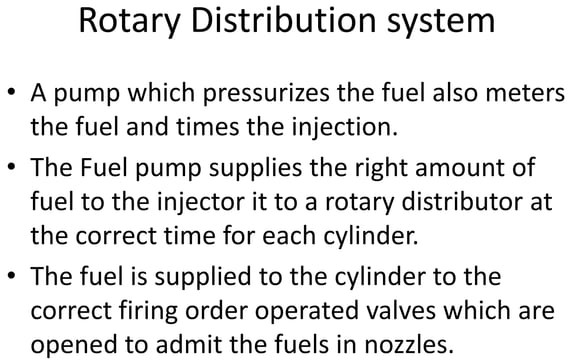 Rotary Distribution system
• A pump which pressurizes the fuel also meters
the fuel and times the injection.
• The Fuel pump supplies the right amount of
fuel to the injector it to a rotary distributor at
the correct time for each cylinder.
• The fuel is supplied to the cylinder to the
correct firing order operated valves which are
opened to admit the fuels in nozzles.